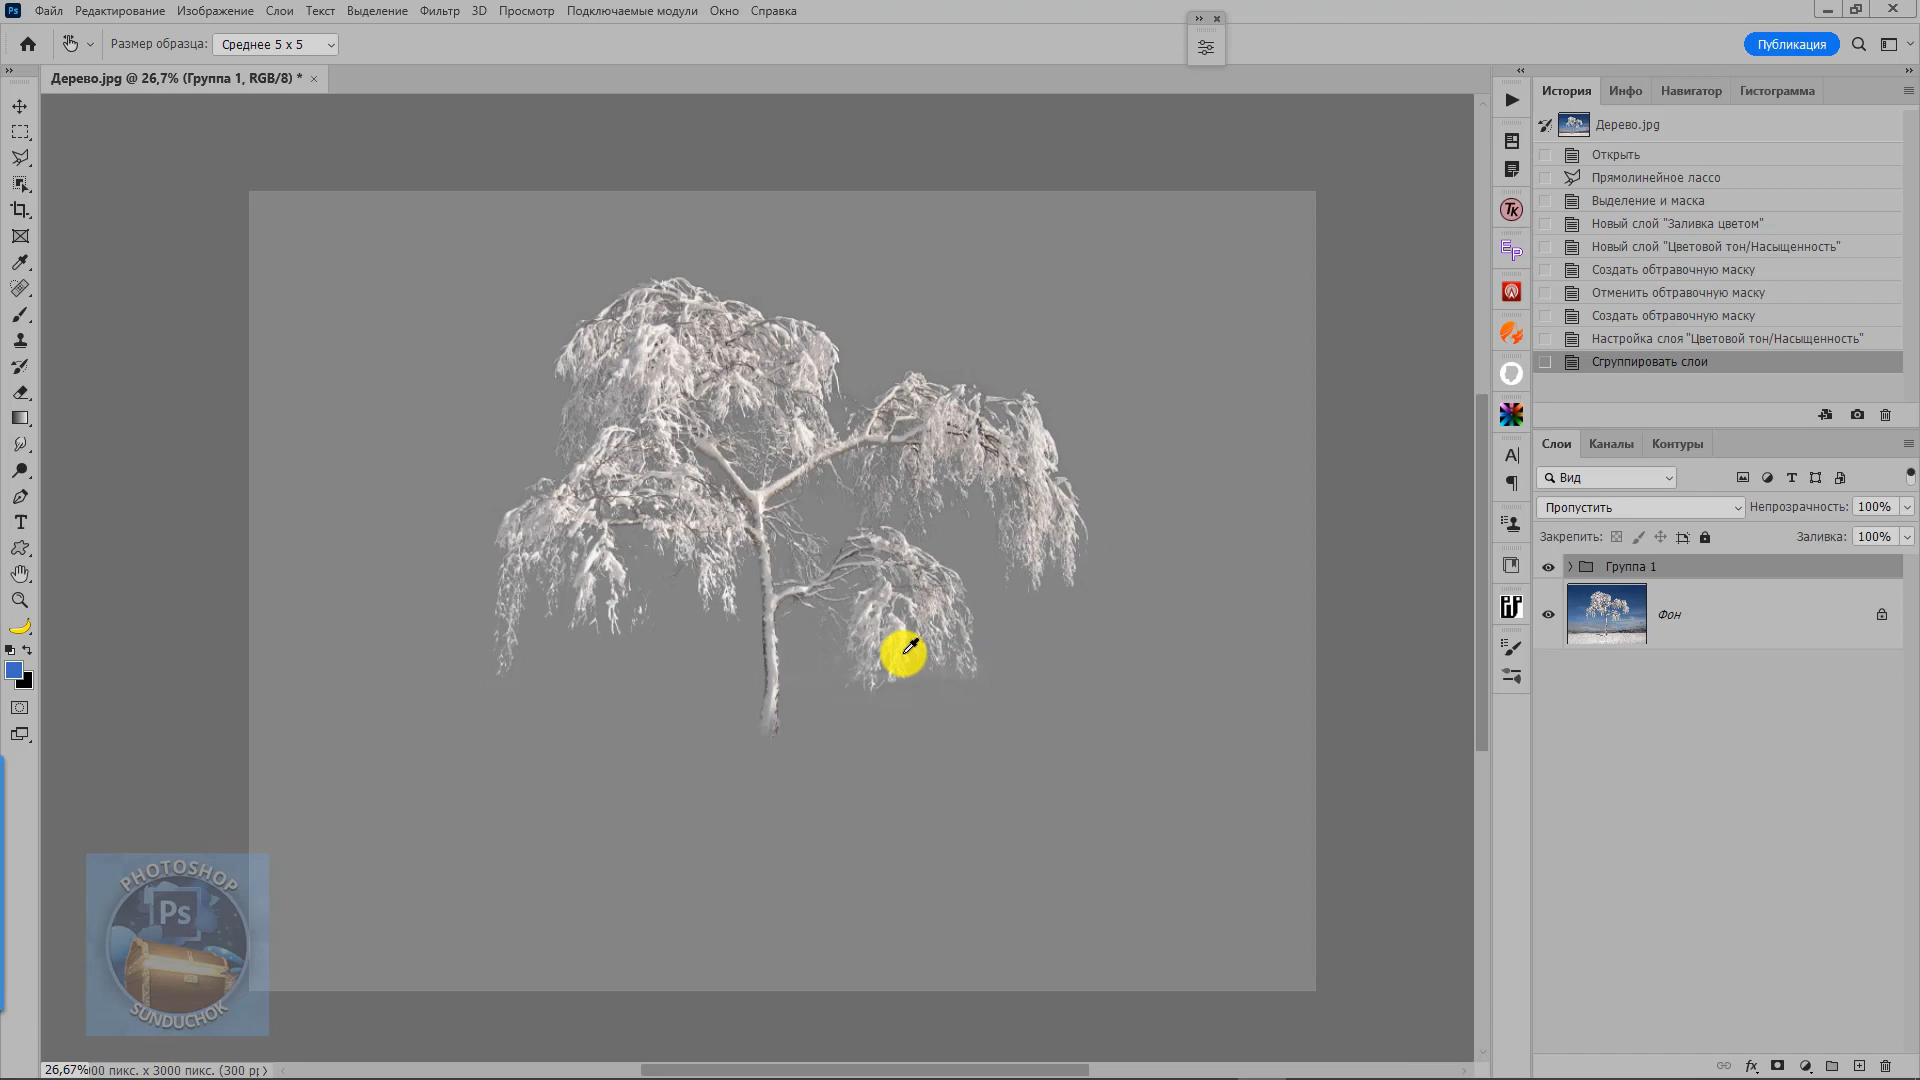 Файл Редактирование Изображение Слои Текст Выделение Фильтр 3D Просмотр Подключаемые модули Окно Справка
Размер образца: Среднее 5 x 5
Публикация
Дерево.jpg @ 26,7% (Группа 1, RGB/8) *
История Инфо Навигатор Гистограмма
Дерево.jpg
Открыть
Прямолинейное лассо
Выделение и маска
Новый слой "Заливка цветом"
Новый слой "Цветовой тон/Насыщенность"
Создать обтравочную маску
Отменить обтравочную маску
Создать обтравочную маску
Настройка слоя "Цветовой тон/Насыщенность"
Сгруппировать слои
Слои Каналы Контуры
Вид
Пропустить Непрозрачность: 100%
Закрепить: Заливка: 100%
Группа 1
Фон
PHOTOSHOP
Ps
SUNDUCHOK
26,67% 00 пикс. x 3000 пикс. (300 pp